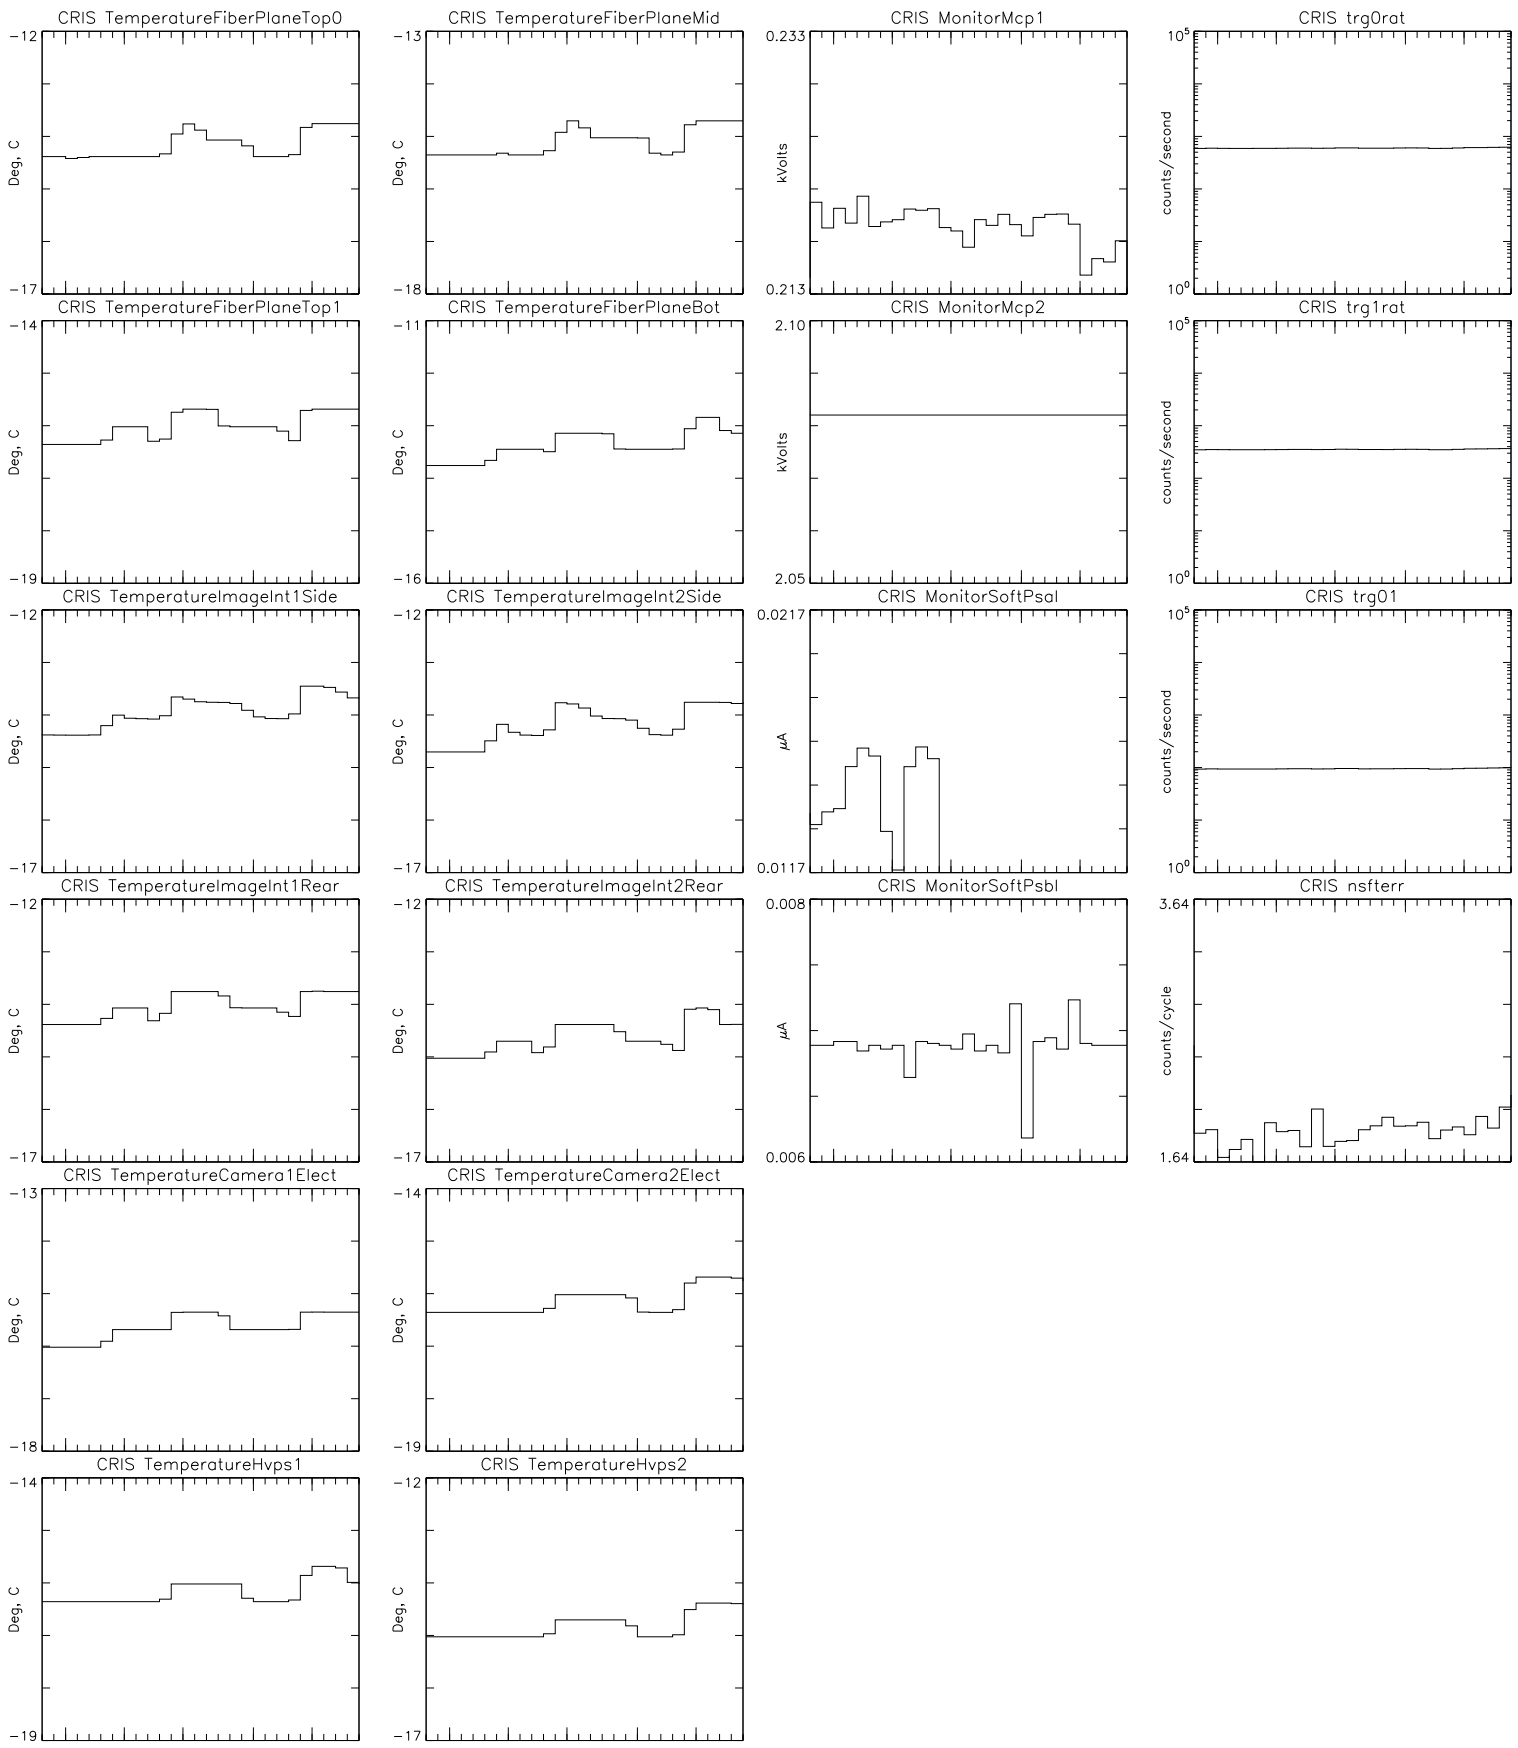 CRIS TemperatureFiberPlaneTop0
-12
Deg, C
-17
CRIS TemperatureFiberPlaneMid
-13
Deg, C
-18
CRIS MonitorMcp1
0.233
kVolts
0.213
CRIS trg0rat
10^5
counts/second
10^0
CRIS TemperatureFiberPlaneTop1
-14
Deg, C
-19
CRIS TemperatureFiberPlaneBot
-11
Deg, C
-16
CRIS MonitorMcp2
2.10
kVolts
2.05
CRIS trg1rat
10^5
counts/second
10^0
CRIS TemperatureImageInt1Side
-12
Deg, C
-17
CRIS TemperatureImageInt2Side
-12
Deg, C
-17
CRIS MonitorSoftPsaI
0.0217
μA
0.0117
CRIS trg01
10^5
counts/second
10^0
CRIS TemperatureImageInt1Rear
-12
Deg, C
-17
CRIS TemperatureImageInt2Rear
-12
Deg, C
-17
CRIS MonitorSoftPsbI
0.008
μA
0.006
CRIS nsfterr
3.64
counts/cycle
1.64
CRIS TemperatureCamera1Elect
-13
Deg, C
-18
CRIS TemperatureCamera2Elect
-14
Deg, C
-19
CRIS TemperatureHvps1
-14
Deg, C
-19
CRIS TemperatureHvps2
-12
Deg, C
-17